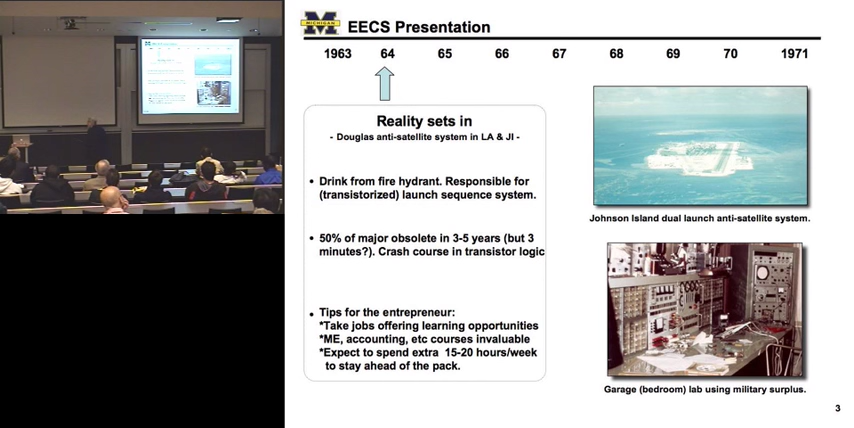 MICHIGAN
EECS Presentation
1963 64 65 66 67 68 69 70 1971
Reality sets in
- Douglas anti-satellite system in LA & JI -
• Drink from fire hydrant. Responsible for
(transistorized) launch sequence system.
• 50% of major obsolete in 3-5 years (but 3
minutes?). Crash course in transistor logic
• Tips for the entrepreneur:
*Take jobs offering learning opportunities
*ME, accounting, etc courses invaluable
*Expect to spend extra 15-20 hours/week
to stay ahead of the pack.
Johnson Island dual launch anti-satellite system.
Garage (bedroom) lab using military surplus.
3